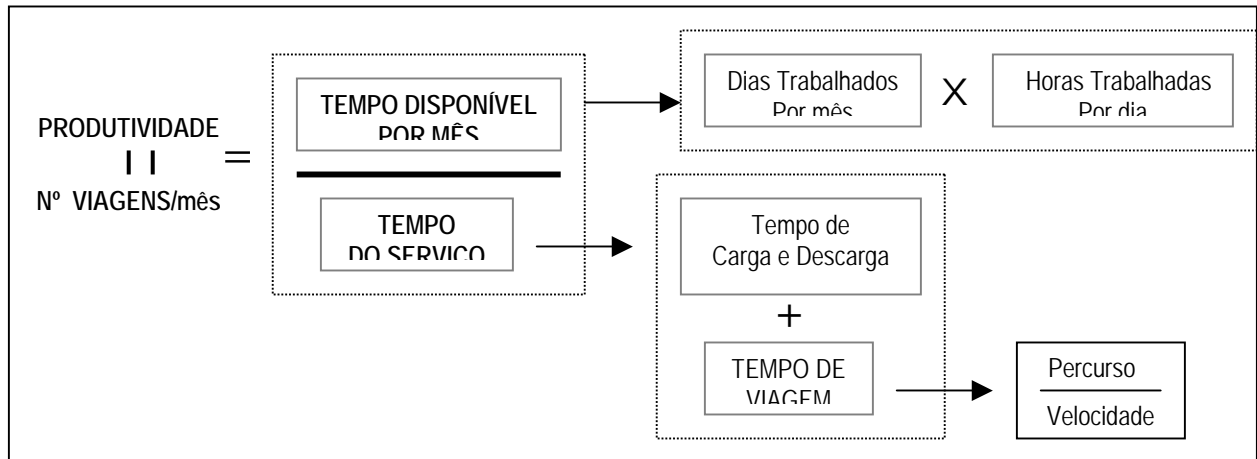 PRODUTIVIDADE
=
Nº VIAGENS/mês
=
TEMPO DISPONÍVEL
POR MÊS
TEMPO
DO SERVIÇO
Dias Trabalhados
Por mês
X
Horas Trabalhadas
Por dia
Tempo de
Carga e Descarga
+
TEMPO DE
VIAGEM
Percurso
Velocidade